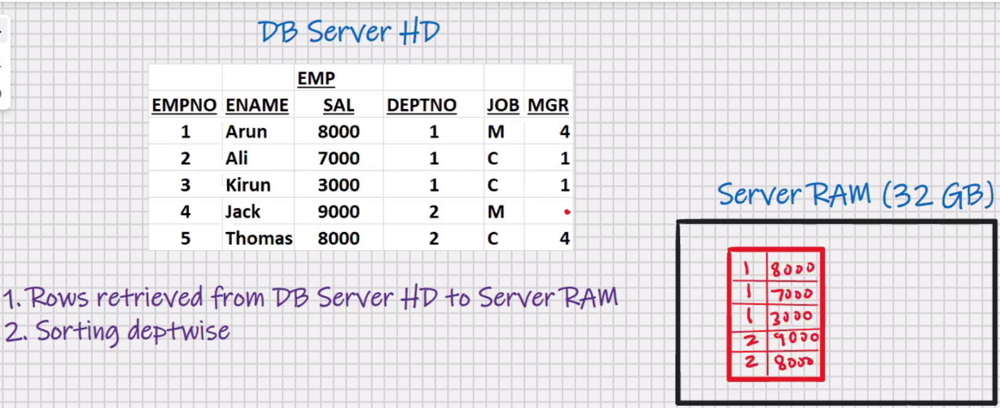 DB Server HD
EMP
EMPNO ENAME SAL DEPTNO JOB MGR
1 Arun 8000 1 M 4
2 Ali 7000 1 C 1
3 Kirun 3000 1 C 1
4 Jack 9000 2 M
5 Thomas 8000 2 C 4
Server RAM (32 GB)
1 8000
1 7000
1 3000
2 9000
2 8000
1. Rows retrieved from DB Server HD to Server RAM
2. Sorting deptwise